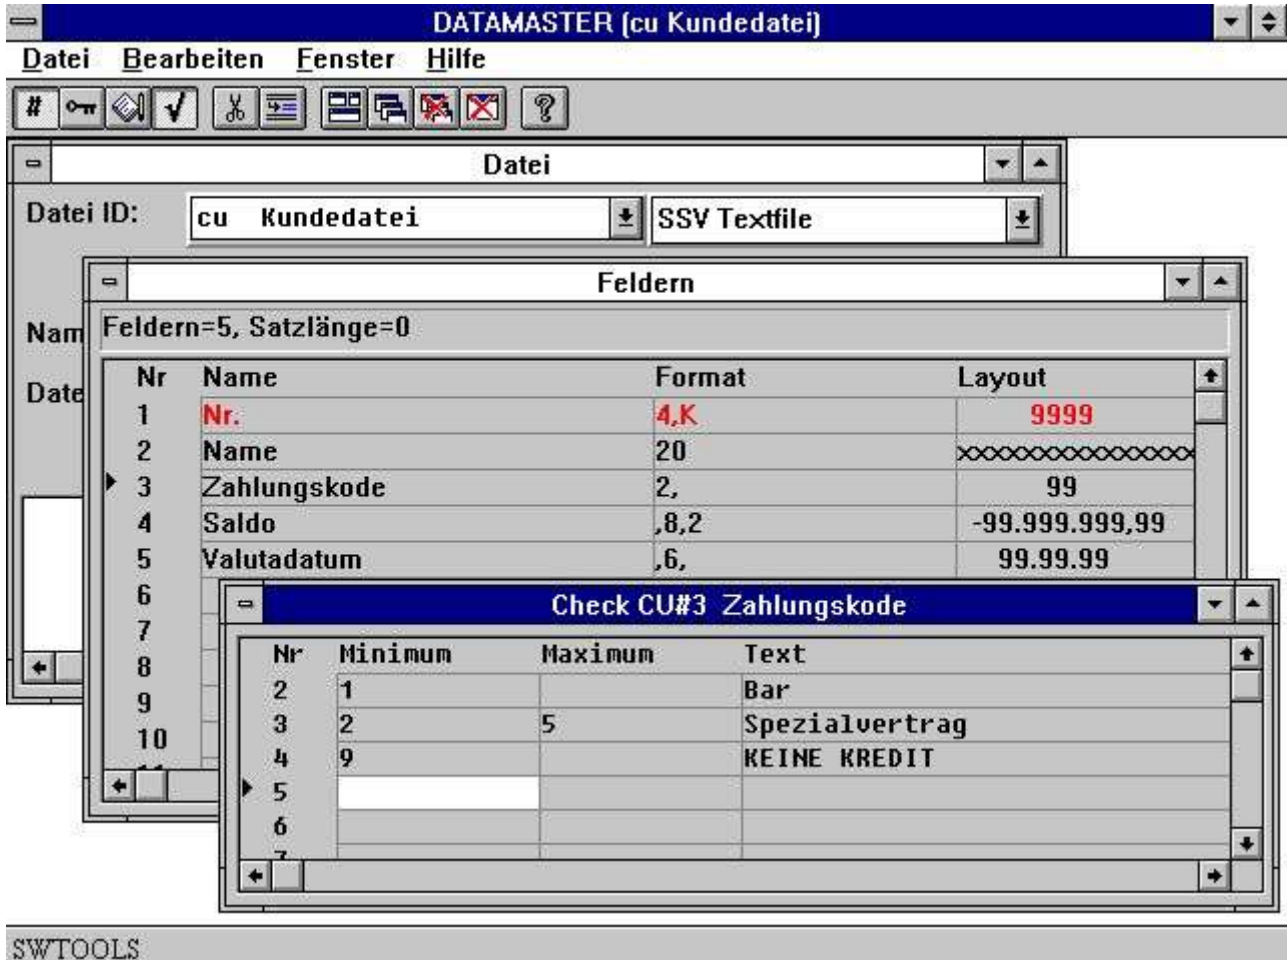 DATAMASTER (cu Kundedatei)
Datei Bearbeiten Fenster Hilfe
# √ ?
Datei
Datei ID: cu Kundedatei SSV Textfile
Feldern
Nam Feldern=5, Satzlänge=0
Date Nr Name Format Layout
1 Nr. 4,K 9999
2 Name 20 xxxxxxxxxxxxxxxx
3 Zahlungskode 2, 99
4 Saldo ,8,2 -99.999.999,99
5 Valutadatum ,6, 99.99.99
6
7
8
9
10
Check CU#3 Zahlungskode
Nr Minimum Maximum Text
2 1 Bar
3 2 5 Spezialvertrag
4 9 KEINE KREDIT
5
6
7
SWTOOLS